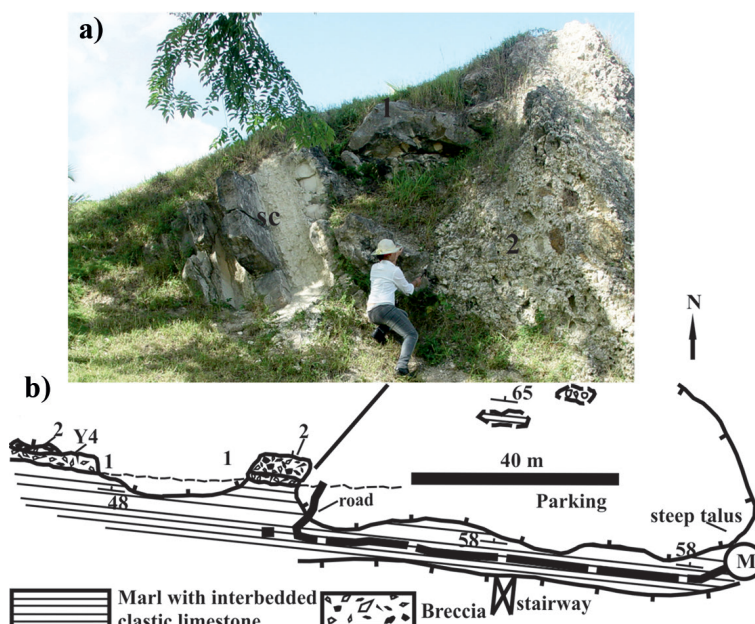 a)
1
sc
2
N
b)
65
2
Y4
2
1
1
40 m
48
road
Parking
steep talus
58
58
M
Marl with interbedded
clastic limestone
Breccia
stairway